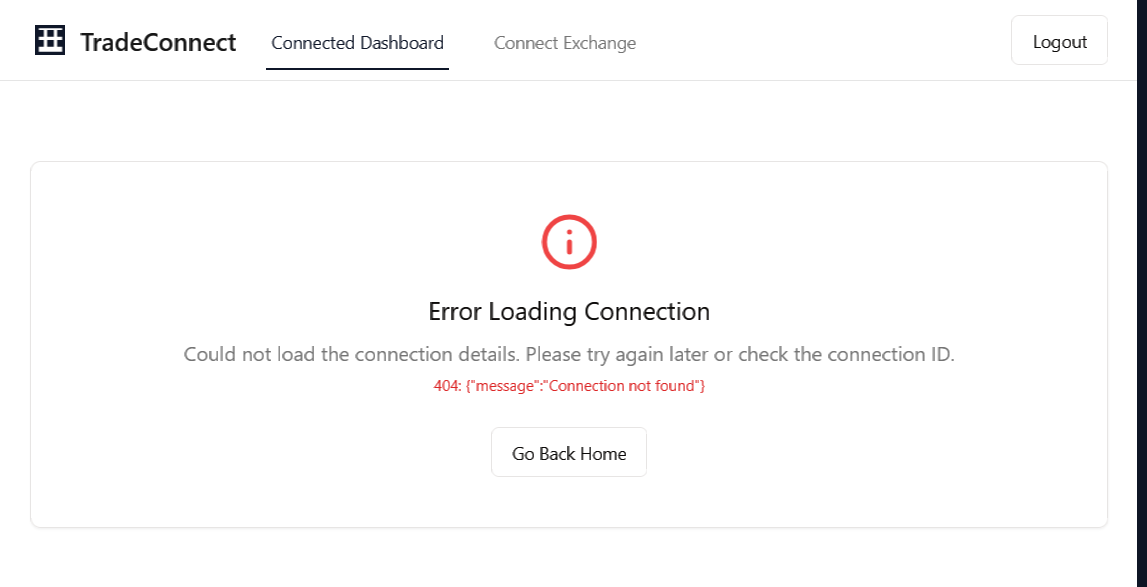 TradeConnect
Connected Dashboard
Connect Exchange
Logout
Error Loading Connection
Could not load the connection details. Please try again later or check the connection ID.
404: {"message":"Connection not found"}
Go Back Home